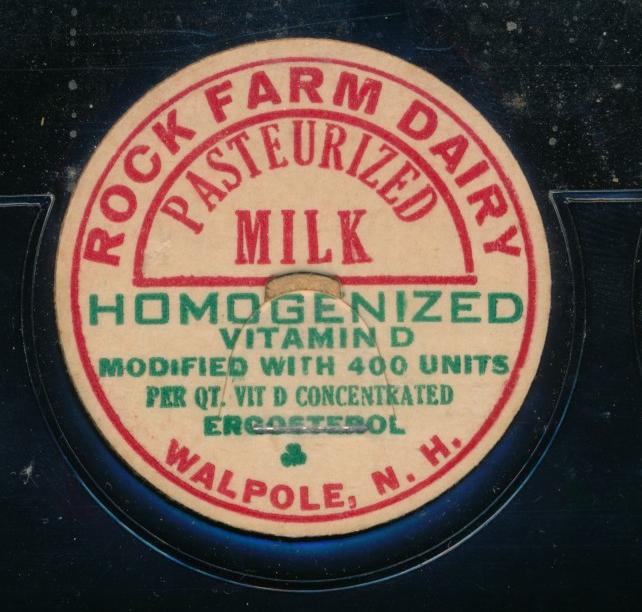 ROCK FARM DAIRY
PASTEURIZED
MILK
HOMOGENIZED
VITAMIN D
MODIFIED WITH 400 UNITS
PER QT. VIT D CONCENTRATED
ERGOSTEROL
WALPOLE, N. H.